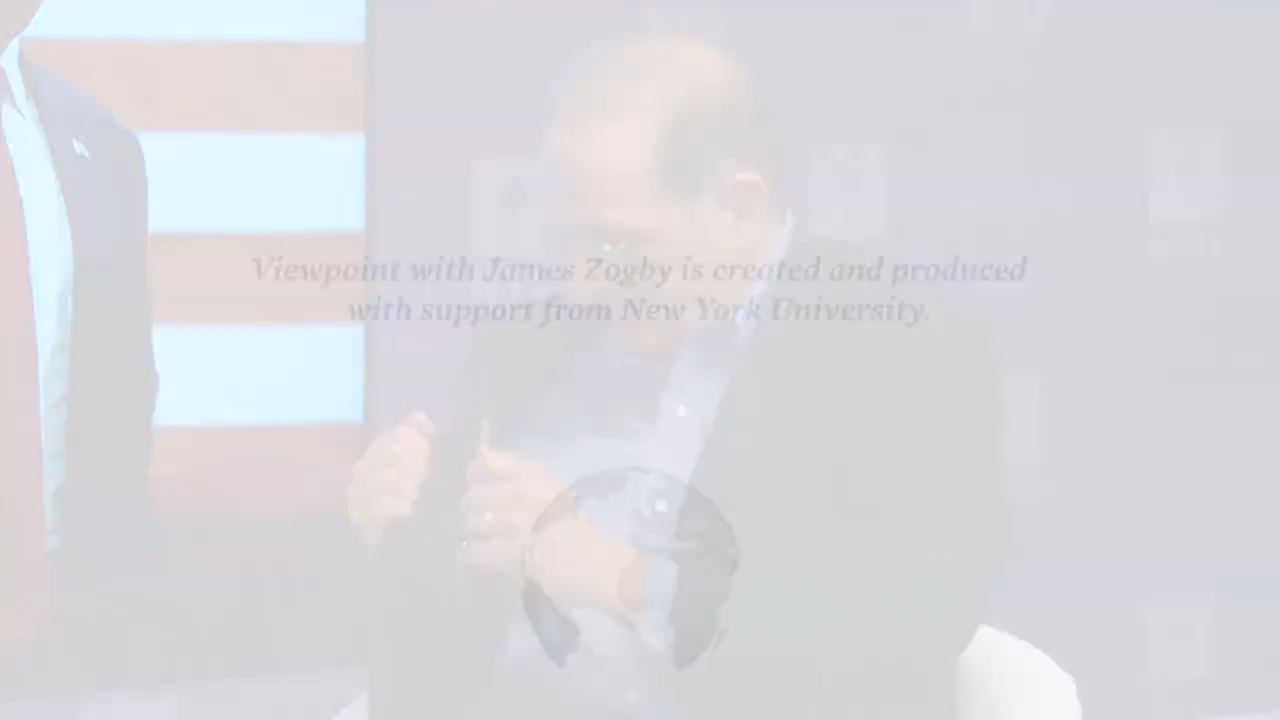 Viewpoint with James Zogby is created and produced
with support from New York University.